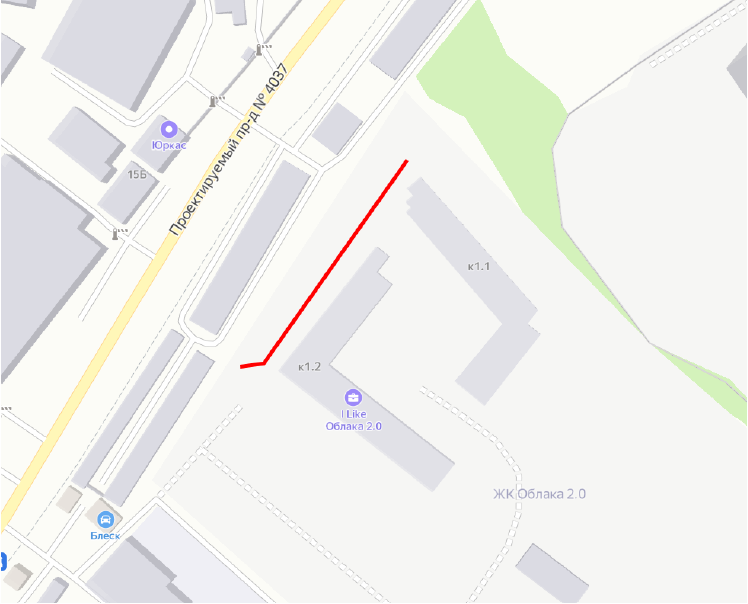 Проектируемый пр-д № 4037
Юркас
15Б
к1.1
к1.2
I Like
Облака 2.0
ЖК Облака 2.0
Блеск